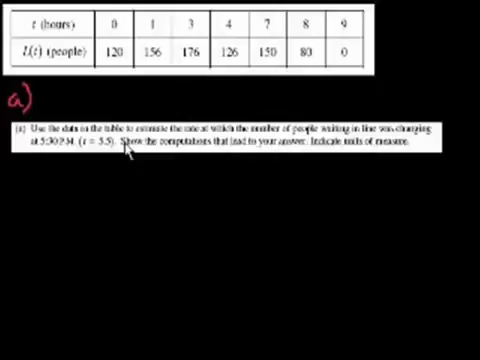 t (hours) 0 1 3 4 7 8 9
L(t) (people) 120 156 176 126 150 80 0
a)
(a) Use the data in the table to estimate the rate at which the number of people waiting in line was changing
at 5:30 P.M. (t = 5.5). Show the computations that lead to your answer. Indicate units of measure.